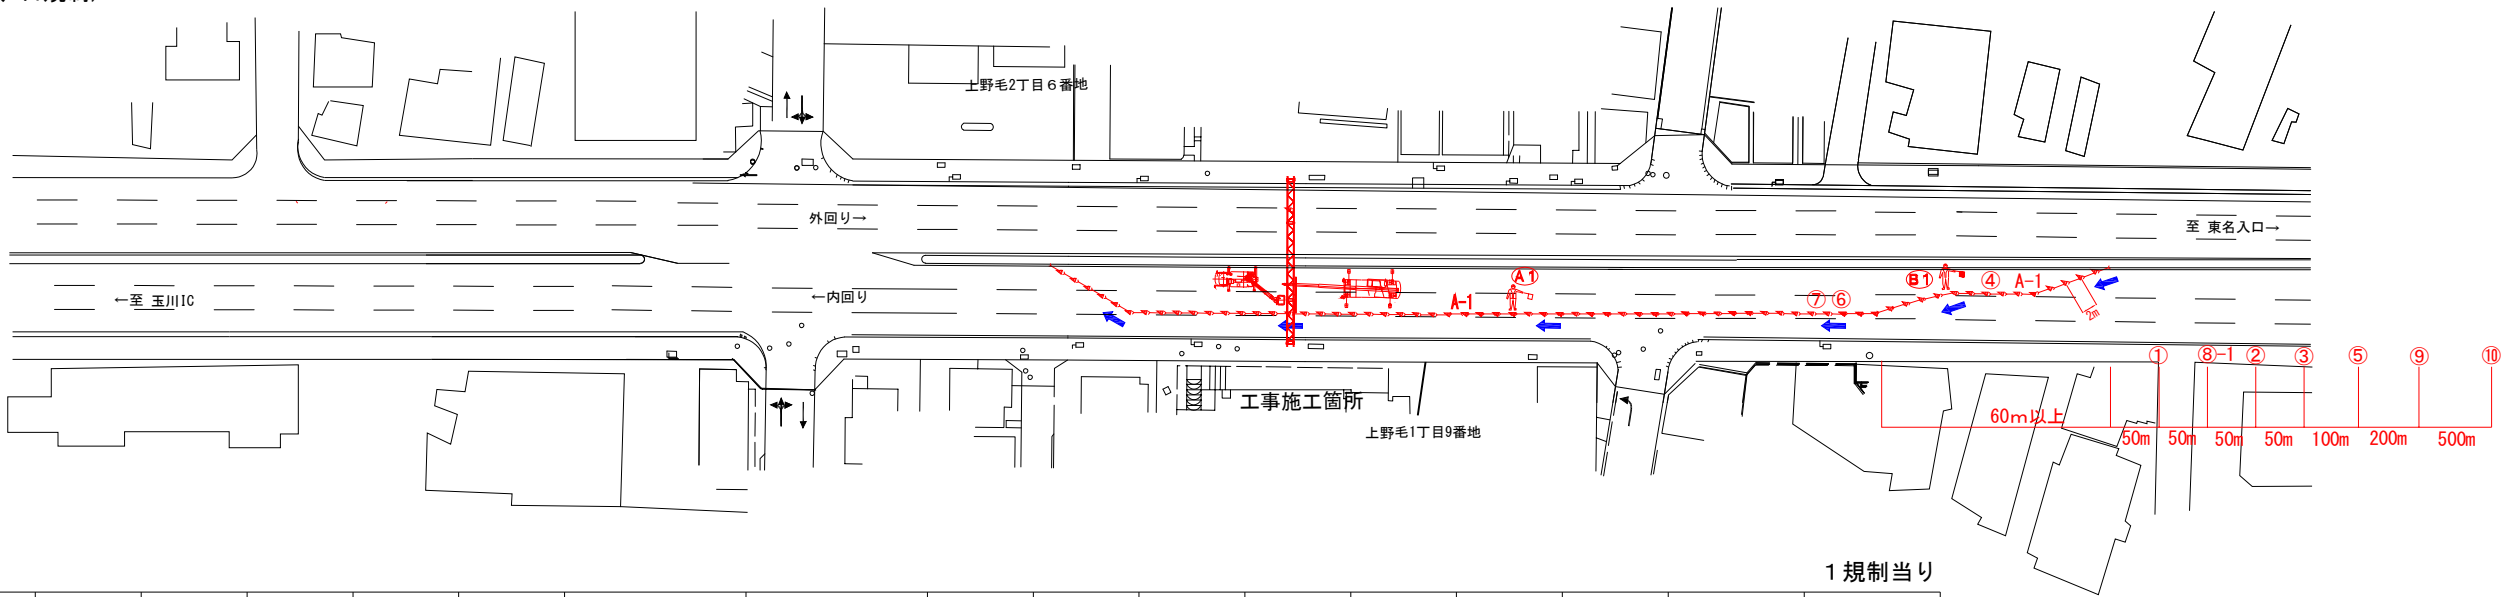 上野毛2丁目６番地
外回り→
至 東名入口→
A1
B1
④
A-1
←至 玉川IC
←内回り
A-1
⑦
⑥
2m
①
⑧-1
②
③
⑤
⑨
⑩
工事施工箇所
60ｍ以上
上野毛1丁目9番地
50m
50m
50m
50m
100m
200m
500m
１規制当り